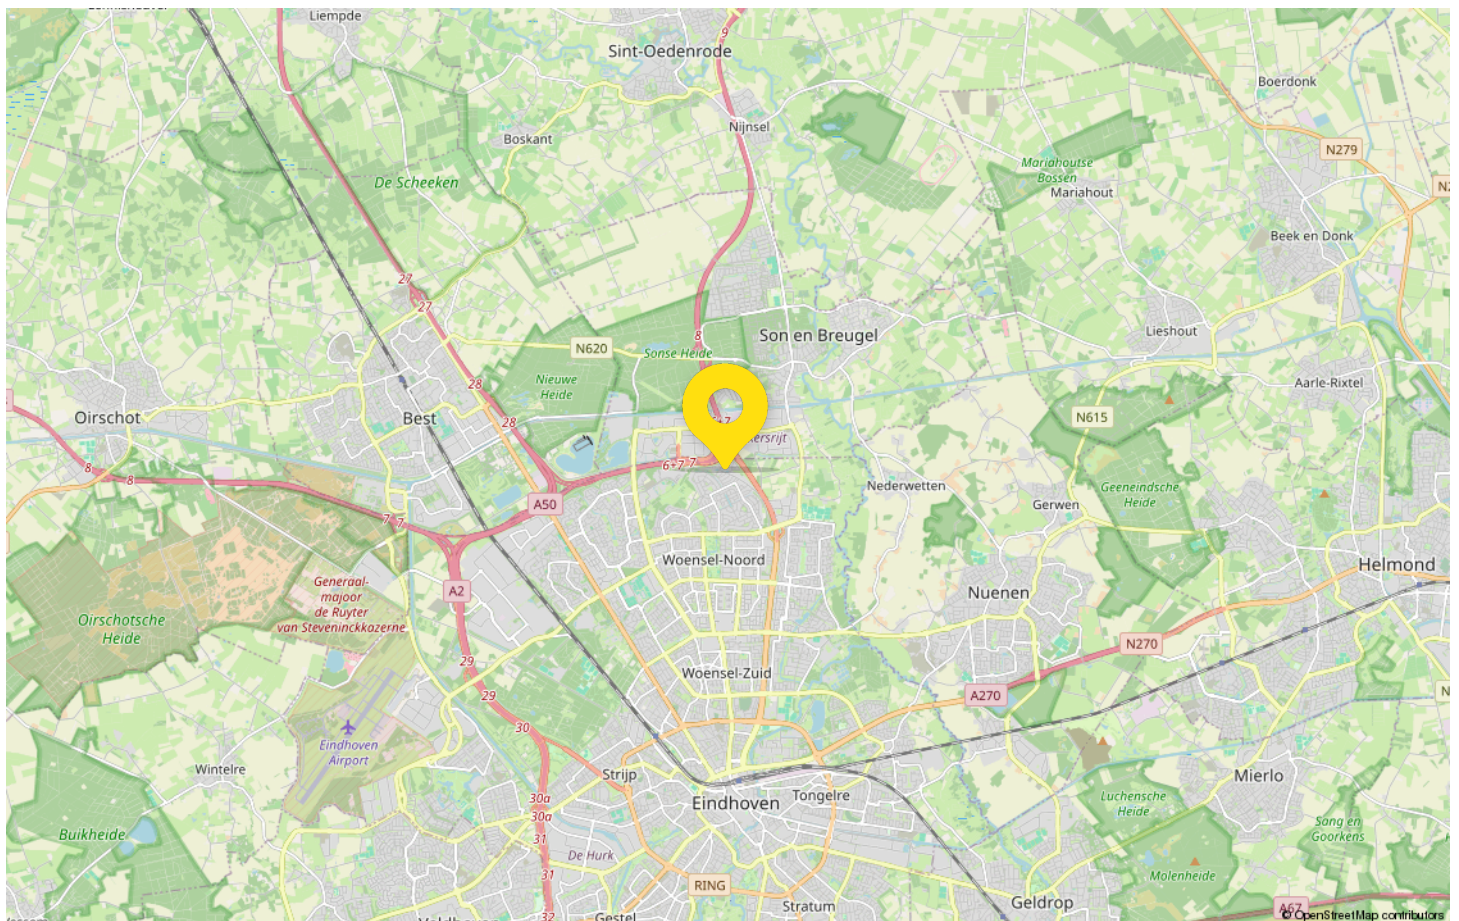 Liempde
9
Sint-Oedenrode
Boerdonk
Nijnsel
Boskant
N279
Mariahoutse
Bossen
De Scheeken
Mariahout
Beek en Donk
27
27
Lieshout
8
Son en Breugel
N620
Sonse Heide
Nieuwe
Heide
28
Aarle-Rixtel
Oirschot
Best
28
N615
8
8
6+7
7
Nederwetten
Geeneindsche
Heide
A50
Gerwen
7
7
Woensel-Noord
Helmond
Generaal-
majoor
de Ruyter
van Steveninckkazerne
A2
Nuenen
Oirschotsche
Heide
N270
29
Woensel-Zuid
29
A270
30
Eindhoven
Airport
Wintelre
Strijp
Mierlo
30a
Eindhoven
Tongelre
Luchensche
Heide
30a
Buikheide
31
Sang en
Goorkens
De Hurk
31
RING
Molenheide
Geldrop
Stratum
A67
32
Gestel
© OpenStreetMap contributors